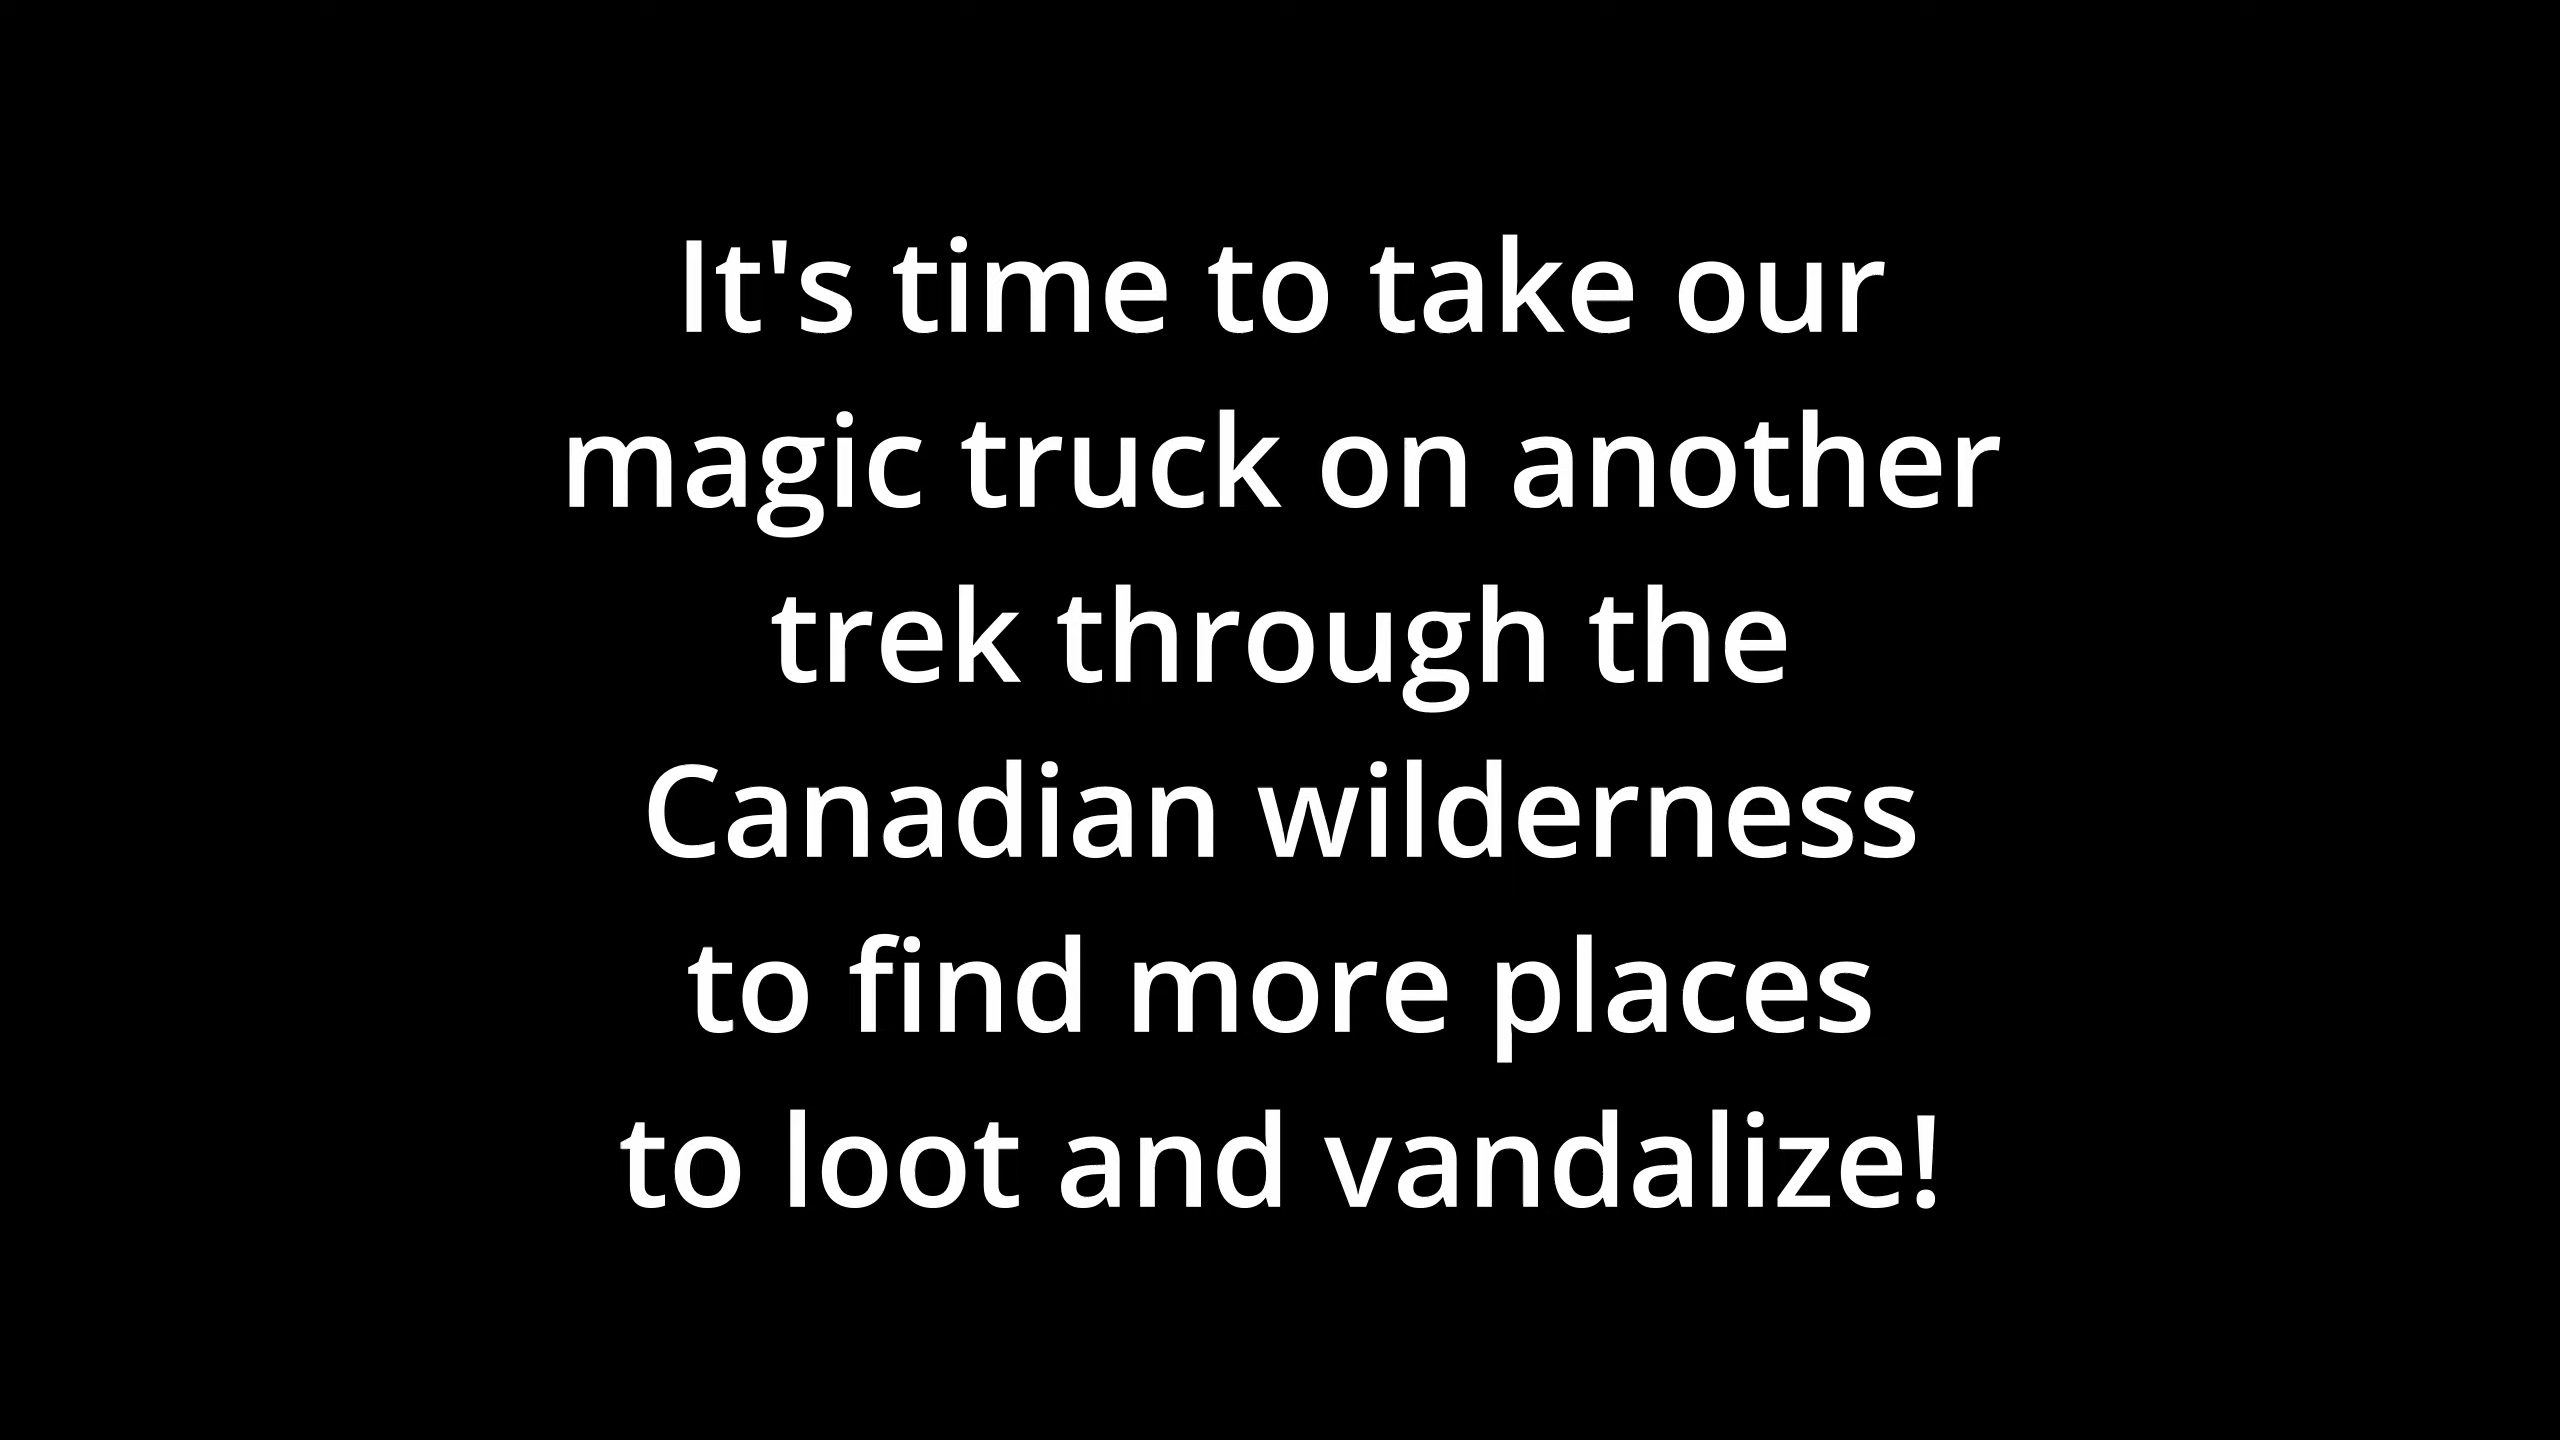 It's time to take our
magic truck on another
trek through the
Canadian wilderness
to find more places
to loot and vandalize!